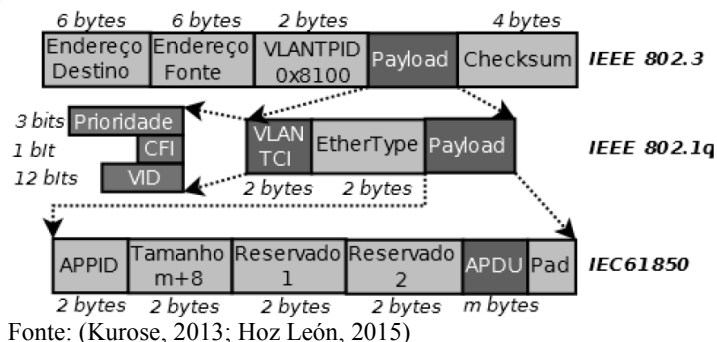 6 bytes 6 bytes 2 bytes 4 bytes
Endereço Destino Endereço Fonte VLANTPID 0x8100 Payload Checksum IEEE 802.3
3 bits Prioridade
1 bIt CFI
12 bIts VID
VLAN TCI EtherType Payload IEEE 802.1q
2 bytes 2 bytes
APPID Tamanho m+8 Reservado 1 Reservado 2 APDU Pad IEC61850
2 bytes 2 bytes 2 bytes 2 bytes m bytes
Fonte: (Kurose, 2013; Hoz León, 2015)